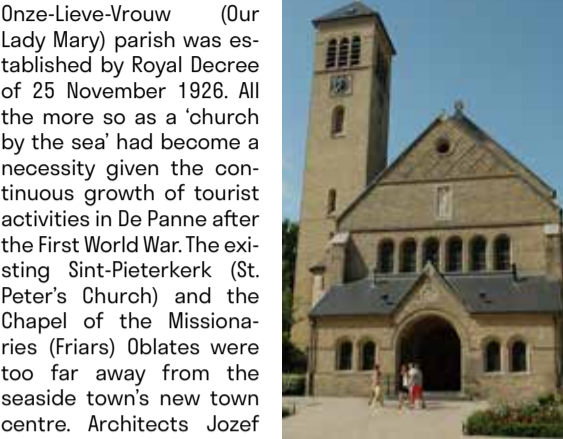 Onze-Lieve-Vrouw (Our
Lady Mary) parish was es-
tablished by Royal Decree
of 25 November 1926. All
the more so as a ‘church
by the sea’ had become a
necessity given the con-
tinuous growth of tourist
activities in De Panne after
the First World War. The exi-
sting Sint-Pieterkerk (St.
Peter’s Church) and the
Chapel of the Missiona-
ries (Friars) Oblates were
too far away from the
seaside town’s new town
centre. Architects Jozef